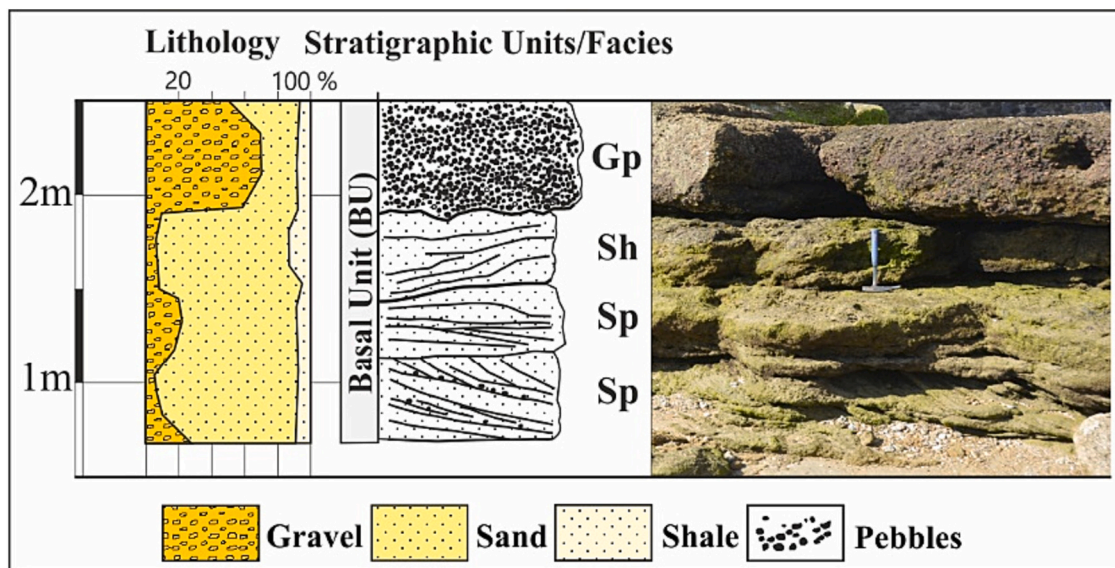 Lithology Stratigraphic Units/Facies
20 100 %
Gp
2m
Sh
Basal Unit (BU)
Sp
1m
Sp
Gravel Sand Shale Pebbles